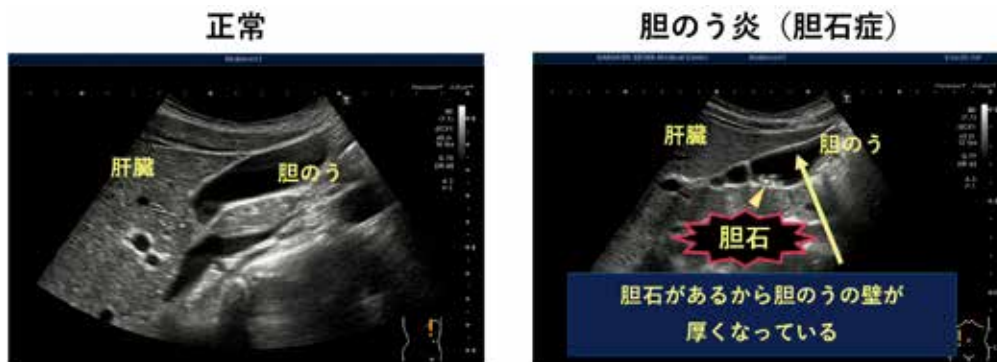 正常
胆のう炎（胆石症）
肝臓
胆のう
肝臓
胆のう
胆石
胆石があるから胆のうの壁が
厚くなっている